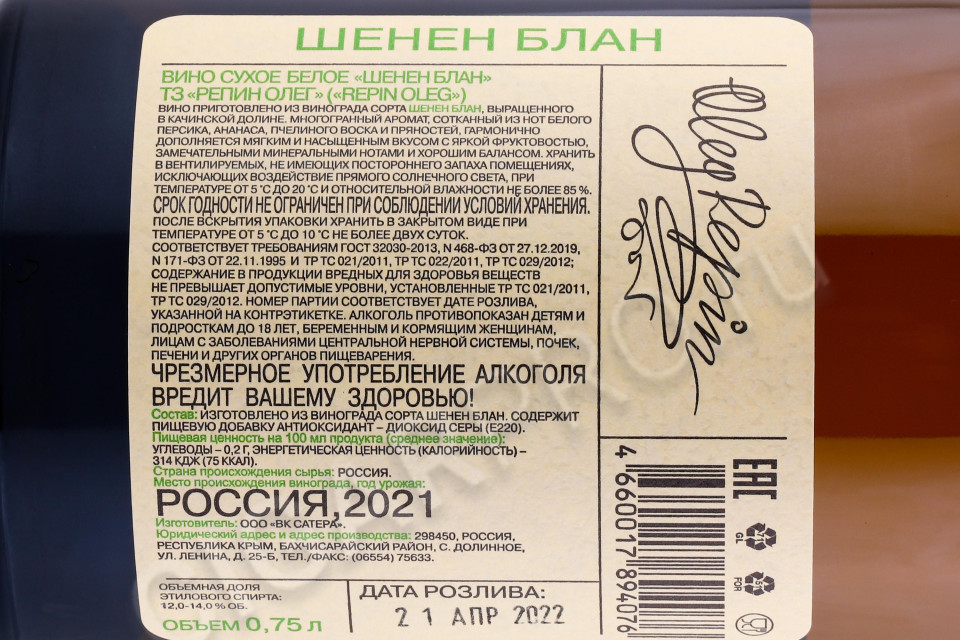 ШЕНЕН БЛАН
ВИНО СУХОЕ БЕЛОЕ «ШЕНЕН БЛАН»
ТЗ «РЕПИН ОЛЕГ» («REPIN OLEG»)
ВИНО ПРИГОТОВЛЕНО ИЗ ВИНОГРАДА СОРТА ШЕНЕН БЛАН, ВЫРАЩЕННОГО
В КАЧИНСКОЙ ДОЛИНЕ. МНОГОГРАННЫЙ АРОМАТ, СОТКАННЫЙ ИЗ НОТ БЕЛОГО
ПЕРСИКА, АНАНАСА, ПЧЕЛИНОГО ВОСКА И ПРЯНОСТЕЙ, ГАРМОНИЧНО
ДОПОЛНЯЕТСЯ МЯГКИМ И НАСЫЩЕННЫМ ВКУСОМ С ЯРКОЙ ФРУКТОВОСТЬЮ,
ЗАМЕЧАТЕЛЬНЫМИ МИНЕРАЛЬНЫМИ НОТАМИ И ХОРОШИМ БАЛАНСОМ. ХРАНИТЬ
В ВЕНТИЛИРУЕМЫХ, НЕ ИМЕЮЩИХ ПОСТОРОННЕГО ЗАПАХА ПОМЕЩЕНИЯХ,
ИСКЛЮЧАЮЩИХ ВОЗДЕЙСТВИЕ ПРЯМОГО СОЛНЕЧНОГО СВЕТА, ПРИ
ТЕМПЕРАТУРЕ ОТ 5 °С ДО 20 °С И ОТНОСИТЕЛЬНОЙ ВЛАЖНОСТИ НЕ БОЛЕЕ 85 %.
СРОК ГОДНОСТИ НЕ ОГРАНИЧЕН ПРИ СОБЛЮДЕНИИ УСЛОВИЙ ХРАНЕНИЯ.
ПОСЛЕ ВСКРЫТИЯ УПАКОВКИ ХРАНИТЬ В ЗАКРЫТОМ ВИДЕ ПРИ
ТЕМПЕРАТУРЕ ОТ 5 °С ДО 10 °С НЕ БОЛЕЕ ДВУХ СУТОК.
СООТВЕТСТВУЕТ ТРЕБОВАНИЯМ ГОСТ 32030-2013, N 468-ФЗ ОТ 27.12.2019,
N 171-ФЗ ОТ 22.11.1995 И ТР ТС 021/2011, ТР ТС 022/2011, ТР ТС 029/2012;
СОДЕРЖАНИЕ В ПРОДУКЦИИ ВРЕДНЫХ ДЛЯ ЗДОРОВЬЯ ВЕЩЕСТВ
НЕ ПРЕВЫШАЕТ ДОПУСТИМЫЕ УРОВНИ, УСТАНОВЛЕННЫЕ ТР ТС 021/2011,
ТР ТС 029/2012. НОМЕР ПАРТИИ СООТВЕТСТВУЕТ ДАТЕ РОЗЛИВА,
УКАЗАННОЙ НА КОНТРЭТИКЕТКЕ. АЛКОГОЛЬ ПРОТИВОПОКАЗАН ДЕТЯМ И
ПОДРОСТКАМ ДО 18 ЛЕТ, БЕРЕМЕННЫМ И КОРМЯЩИМ ЖЕНЩИНАМ,
ЛИЦАМ С ЗАБОЛЕВАНИЯМИ ЦЕНТРАЛЬНОЙ НЕРВНОЙ СИСТЕМЫ, ПОЧЕК,
ПЕЧЕНИ И ДРУГИХ ОРГАНОВ ПИЩЕВАРЕНИЯ.
ЧРЕЗМЕРНОЕ УПОТРЕБЛЕНИЕ АЛКОГОЛЯ
ВРЕДИТ ВАШЕМУ ЗДОРОВЬЮ!
Состав: ИЗГОТОВЛЕНО ИЗ ВИНОГРАДА СОРТА ШЕНЕН БЛАН. СОДЕРЖИТ
ПИЩЕВУЮ ДОБАВКУ АНТИОКСИДАНТ – ДИОКСИД СЕРЫ (Е220).
Пищевая ценность на 100 мл продукта (среднее значение):
УГЛЕВОДЫ – 0,2 Г, ЭНЕРГЕТИЧЕСКАЯ ЦЕННОСТЬ (КАЛОРИЙНОСТЬ) –
314 КДЖ (75 ККАЛ).
Страна происхождения сырья: РОССИЯ.
Место происхождения винограда, год урожая:
РОССИЯ,2021
Изготовитель: ООО «ВК САТЕРА».
Юридический адрес и адрес производства: 298450, РОССИЯ,
РЕСПУБЛИКА КРЫМ, БАХЧИСАРАЙСКИЙ РАЙОН, С. ДОЛИННОЕ,
УЛ. ЛЕНИНА, Д. 25-Б, ТЕЛ./ФАКС: (06554) 75633.
ОБЪЕМНАЯ ДОЛЯ
ЭТИЛОВОГО СПИРТА:
12,0-14,0 % ОБ.
ОБЪЕМ 0,75 л
ДАТА РОЗЛИВА:
21 АПР 2022
Oleg Repin
4 660017 894076
EAC
71
GL
51
FOR